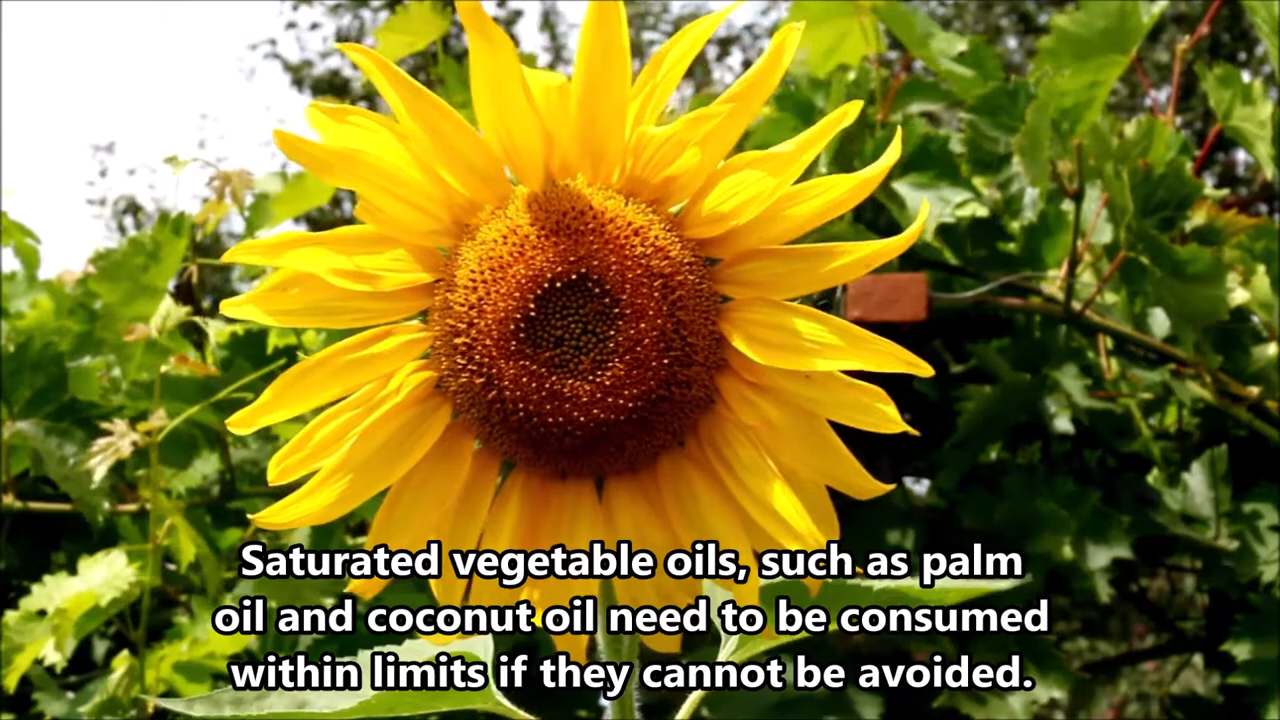 Saturated vegetable oils, such as palm
oil and coconut oil need to be consumed
within limits if they cannot be avoided.